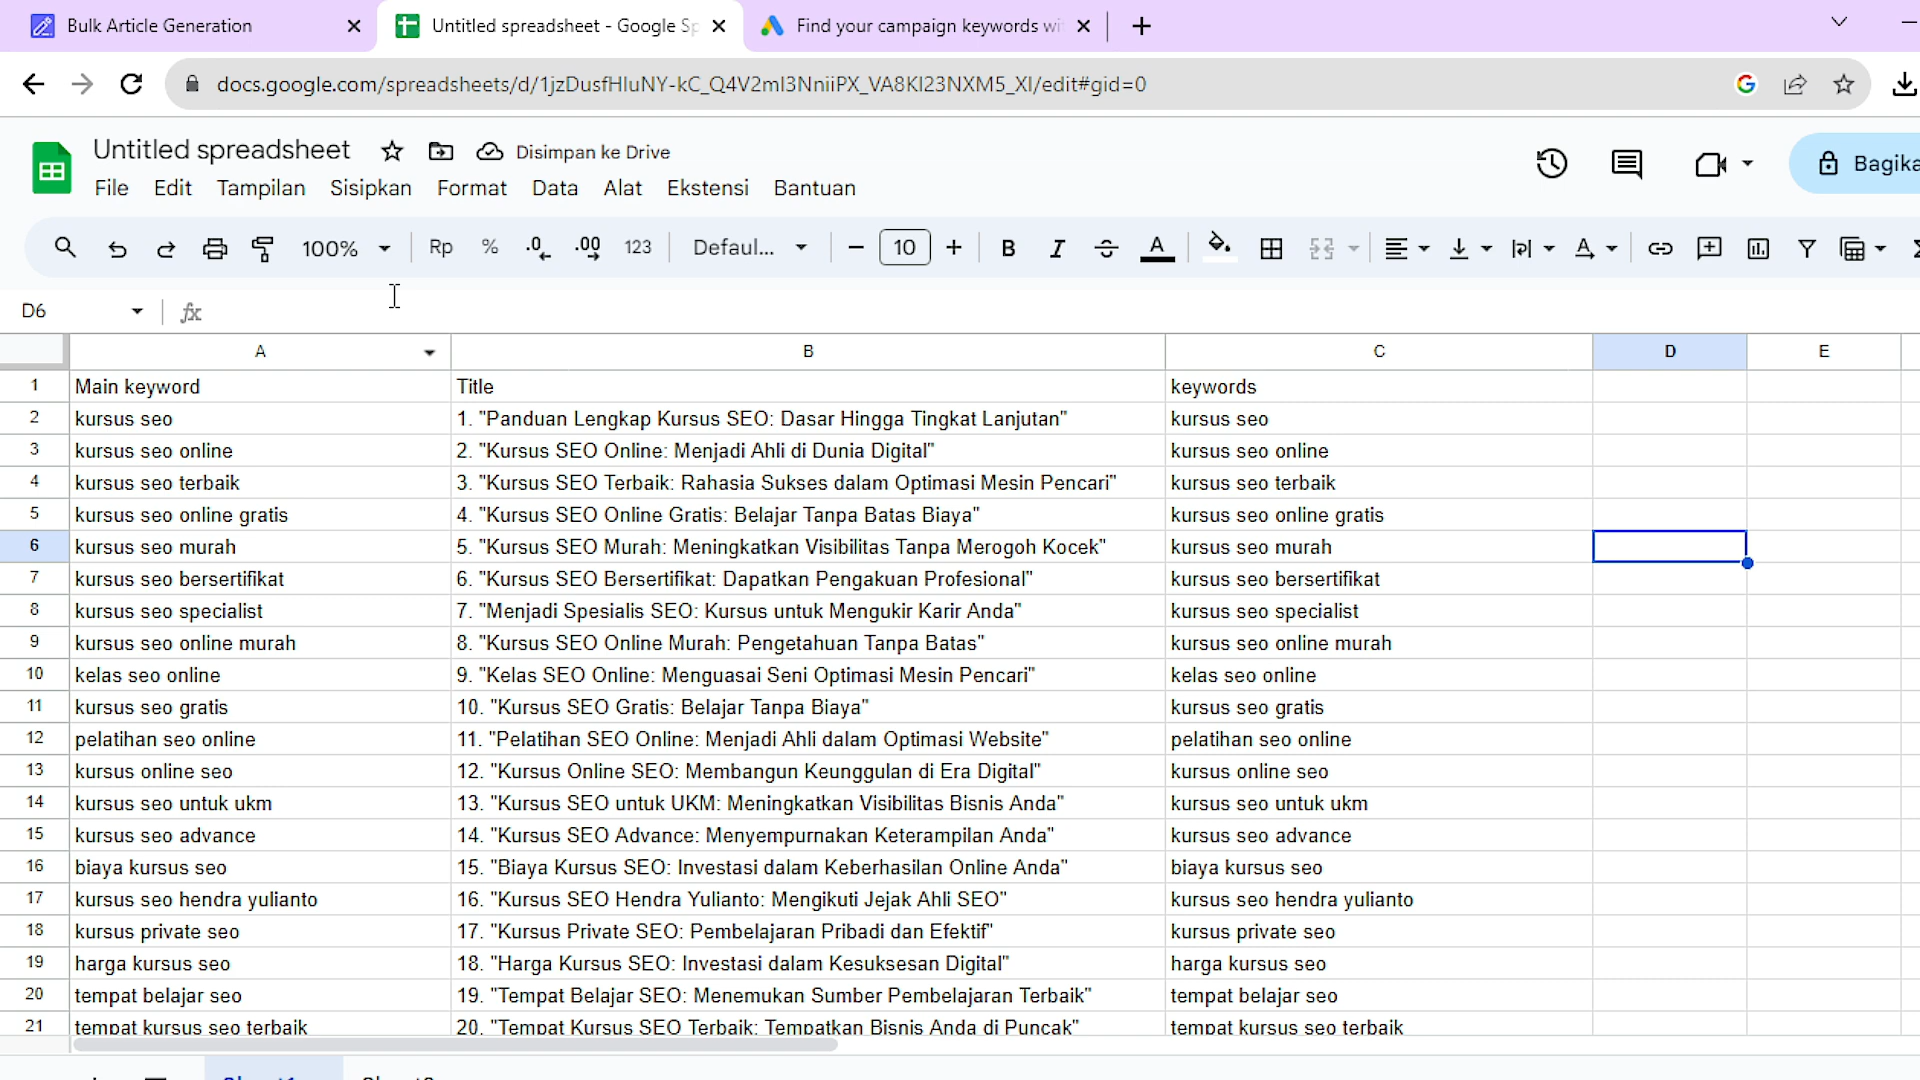 Bulk Article Generation
Untitled spreadsheet - Google Sp
Find your campaign keywords wi
docs.google.com/spreadsheets/d/1jzDusfHIuNY-kC_Q4V2mI3NniiPX_VA8KI23NXM5_XI/edit#gid=0
Untitled spreadsheet
Disimpan ke Drive
File Edit Tampilan Sisipkan Format Data Alat Ekstensi Bantuan
Bagika
100% Rp % .0 .00 123 Defaul... 10 B I A
D6 fx
A B C D E
1 Main keyword Title keywords
2 kursus seo 1. "Panduan Lengkap Kursus SEO: Dasar Hingga Tingkat Lanjutan" kursus seo
3 kursus seo online 2. "Kursus SEO Online: Menjadi Ahli di Dunia Digital" kursus seo online
4 kursus seo terbaik 3. "Kursus SEO Terbaik: Rahasia Sukses dalam Optimasi Mesin Pencari" kursus seo terbaik
5 kursus seo online gratis 4. "Kursus SEO Online Gratis: Belajar Tanpa Batas Biaya" kursus seo online gratis
6 kursus seo murah 5. "Kursus SEO Murah: Meningkatkan Visibilitas Tanpa Merogoh Kocek" kursus seo murah
7 kursus seo bersertifikat 6. "Kursus SEO Bersertifikat: Dapatkan Pengakuan Profesional" kursus seo bersertifikat
8 kursus seo specialist 7. "Menjadi Spesialis SEO: Kursus untuk Mengukir Karir Anda" kursus seo specialist
9 kursus seo online murah 8. "Kursus SEO Online Murah: Pengetahuan Tanpa Batas" kursus seo online murah
10 kelas seo online 9. "Kelas SEO Online: Menguasai Seni Optimasi Mesin Pencari" kelas seo online
11 kursus seo gratis 10. "Kursus SEO Gratis: Belajar Tanpa Biaya" kursus seo gratis
12 pelatihan seo online 11. "Pelatihan SEO Online: Menjadi Ahli dalam Optimasi Website" pelatihan seo online
13 kursus online seo 12. "Kursus Online SEO: Membangun Keunggulan di Era Digital" kursus online seo
14 kursus seo untuk ukm 13. "Kursus SEO untuk UKM: Meningkatkan Visibilitas Bisnis Anda" kursus seo untuk ukm
15 kursus seo advance 14. "Kursus SEO Advance: Menyempurnakan Keterampilan Anda" kursus seo advance
16 biaya kursus seo 15. "Biaya Kursus SEO: Investasi dalam Keberhasilan Online Anda" biaya kursus seo
17 kursus seo hendra yulianto 16. "Kursus SEO Hendra Yulianto: Mengikuti Jejak Ahli SEO" kursus seo hendra yulianto
18 kursus private seo 17. "Kursus Private SEO: Pembelajaran Pribadi dan Efektif" kursus private seo
19 harga kursus seo 18. "Harga Kursus SEO: Investasi dalam Kesuksesan Digital" harga kursus seo
20 tempat belajar seo 19. "Tempat Belajar SEO: Menemukan Sumber Pembelajaran Terbaik" tempat belajar seo
21 tempat kursus seo terbaik 20. "Tempat Kursus SEO Terbaik: Tempatkan Bisnis Anda di Puncak" tempat kursus seo terbaik